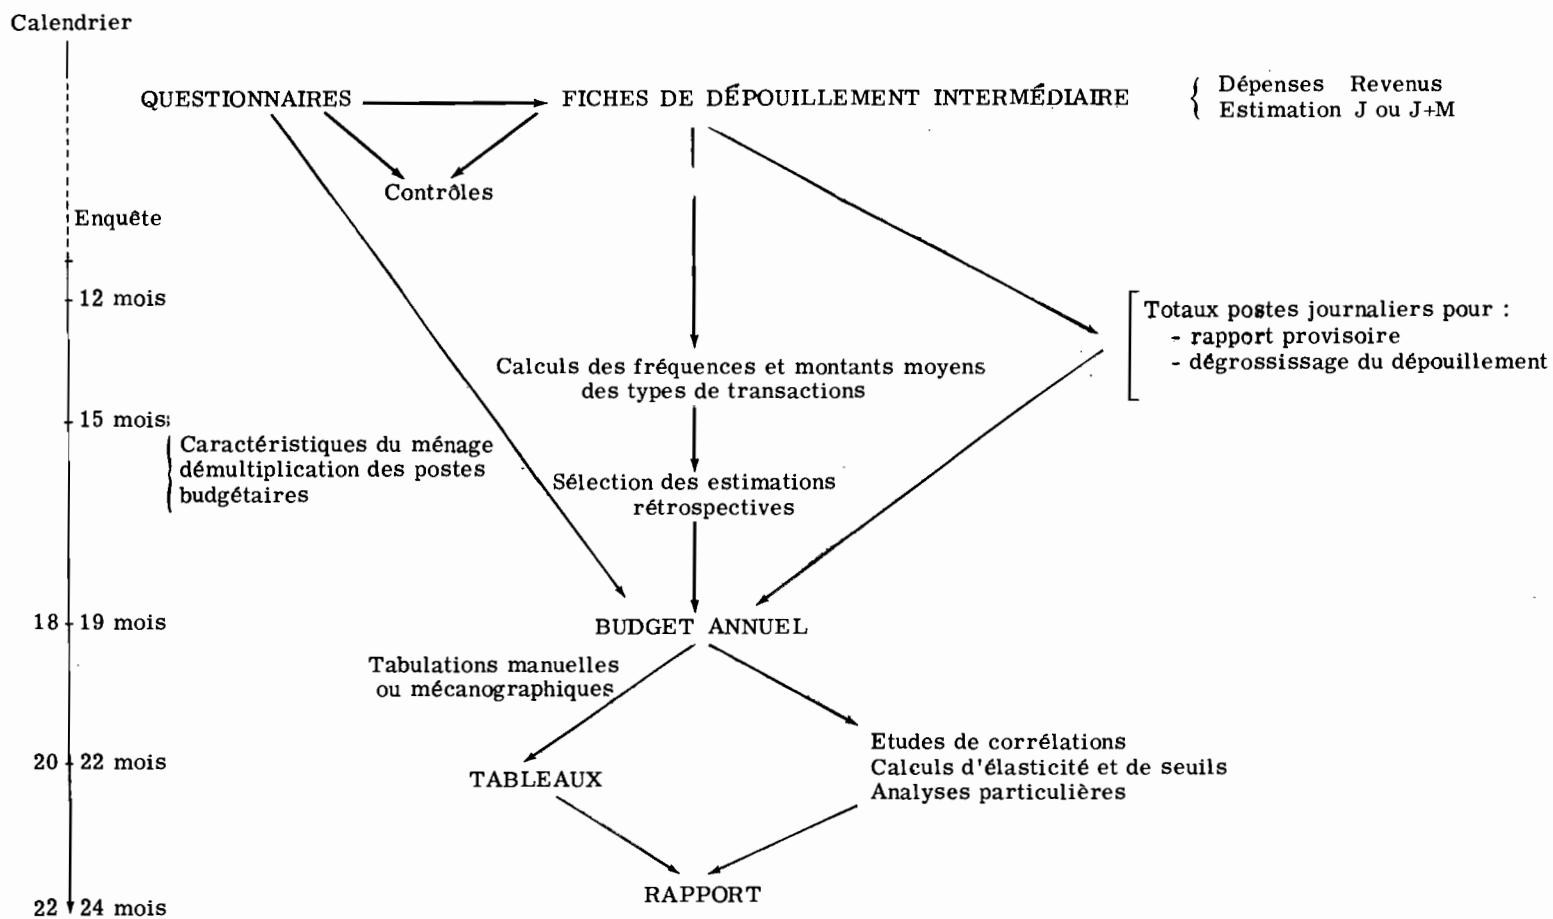 Calendrier
QUESTIONNAIRES
FICHES DE DÉPOUILLEMENT INTERMÉDIAIRE
Dépenses Revenus
Estimation J ou J+M
Contrôles
Enquête
12 mois
Totaux postes journaliers pour :
- rapport provisoire
- dégrossissage du dépouillement
Calculs des fréquences et montants moyens
des types de transactions
15 mois
Caractéristiques du ménage
démultiplication des postes
budgétaires
Sélection des estimations
rétrospectives
18 19 mois
BUDGET ANNUEL
Tabulations manuelles
ou mécanographiques
Etudes de corrélations
Calculs d'élasticité et de seuils
Analyses particulières
20 22 mois
TABLEAUX
RAPPORT
22 24 mois